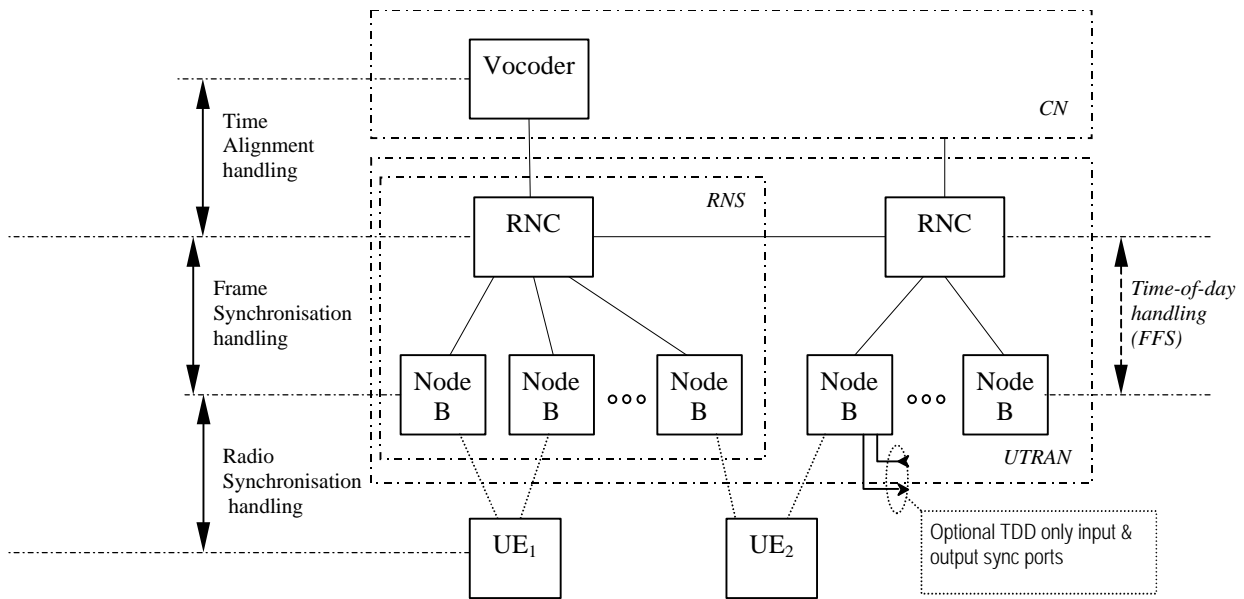 Vocoder
CN
Time
Alignment
handling
RNS
RNC
RNC
Frame
Synchronisation
handling
Time-of-day
handling
(FFS)
Node
B
Node
B
Node
B
Node
B
Node
B
Radio
Synchronisation
handling
UTRAN
UE1
UE2
Optional TDD only input &
output sync ports